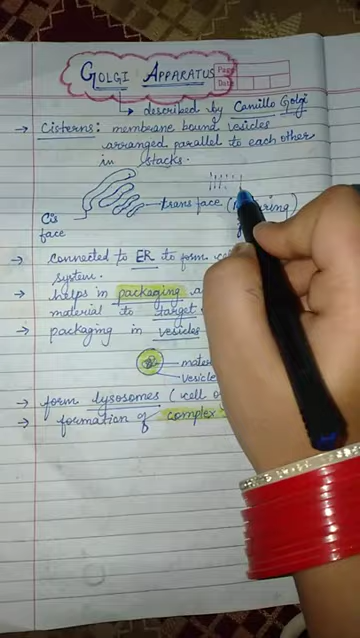 GOLGI APPARATUS
Page
Date
described by Camillo Golgi
→ Cisterns: membrane bound vesicles
arranged parallel to each other
in stacks.
Cis
face
trans face (
→ connected to ER to form
system.
→ helps in packaging
material to target
→ packaging in vesicles
vesicle
→ form lysosomes (cell
→ formation of complex